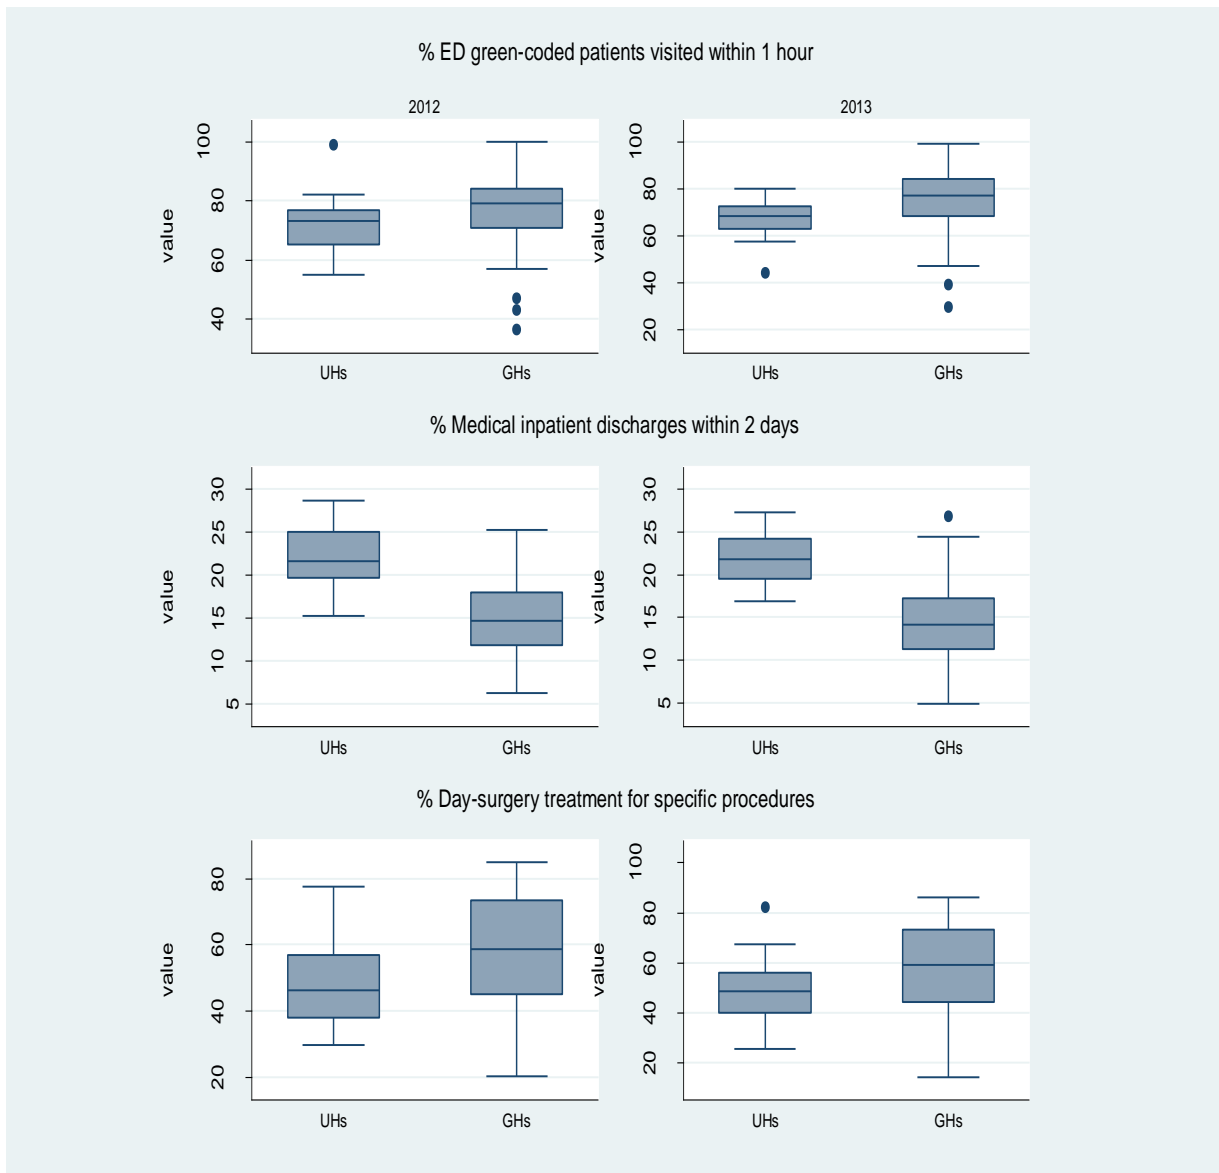 % ED green-coded patients visited within 1 hour
2012
2013
value
100
80
60
40
UHs
GHs
value
100
80
60
40
20
UHs
GHs
% Medical inpatient discharges within 2 days
value
30
25
20
15
10
5
UHs
GHs
value
30
25
20
15
10
5
UHs
GHs
% Day-surgery treatment for specific procedures
value
80
60
40
20
UHs
GHs
value
100
80
60
40
20
UHs
GHs